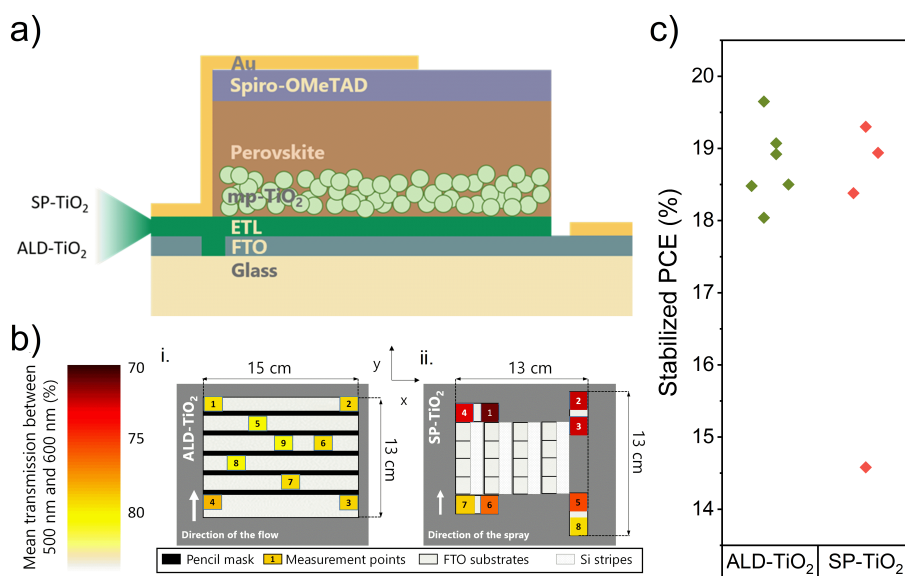 a)
Au
Spiro-OMeTAD
Perovskite
mp-TiO₂
SP-TiO₂
ETL
ALD-TiO₂
FTO
Glass
b)
Mean transmission between
500 nm and 600 nm (%)
70
75
80
i.
15 cm
y
x
ALD-TiO₂
1
2
5
9
6
8
7
4
3
13 cm
Direction of the flow
ii.
13 cm
SP-TiO₂
2
4
1
3
7
6
5
8
13 cm
Direction of the spray
Pencil mask
1
Measurement points
FTO substrates
Si stripes
c)
Stabilized PCE (%)
20
19
18
17
16
15
14
ALD-TiO₂
SP-TiO₂